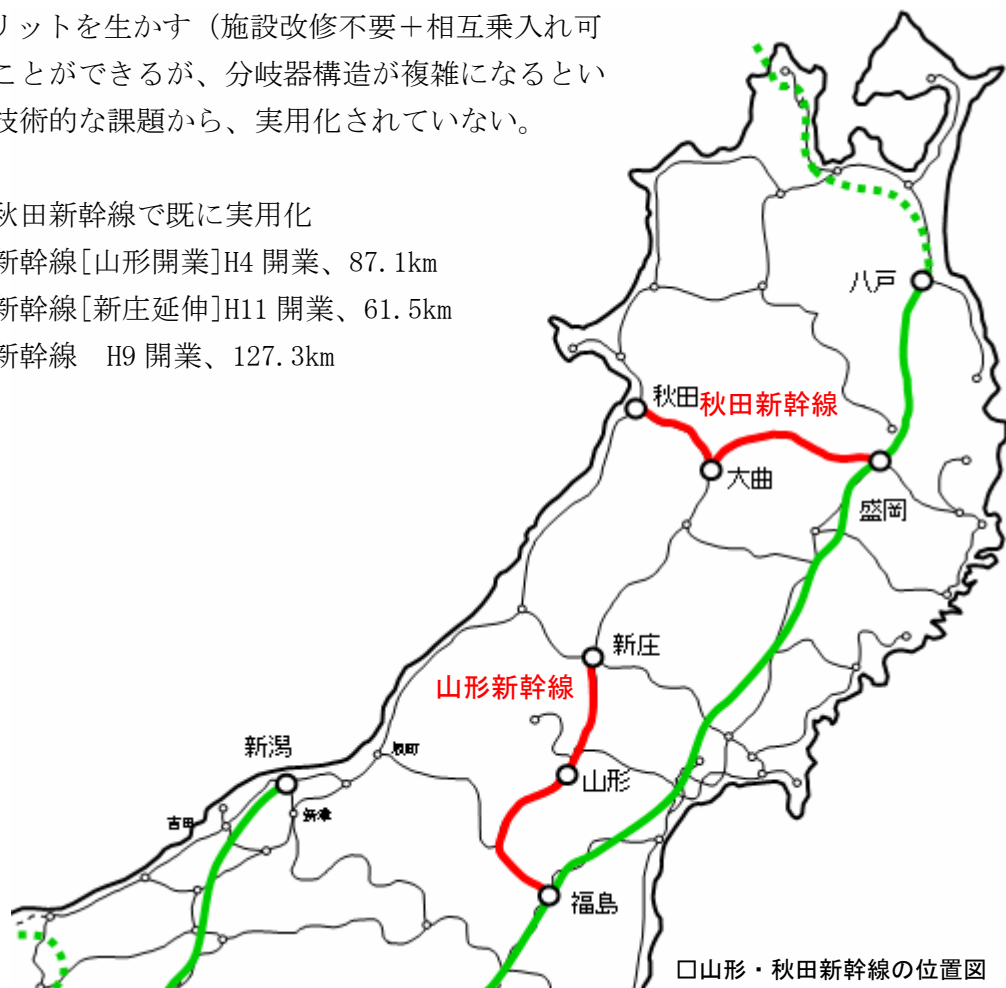 リットを生かす（施設改修不要＋相互乗入れ可
ことができるが、分岐器構造が複雑になるとい
技術的な課題から、実用化されていない。
秋田新幹線で既に実用化
新幹線[山形開業]H4 開業、87.1km
新幹線[新庄延伸]H11 開業、61.5km
新幹線　H9 開業、127.3km
八戸
秋田
秋田新幹線
大曲
盛岡
新庄
山形新幹線
新潟
坂町
山形
吉田
新津
福島
□山形・秋田新幹線の位置図